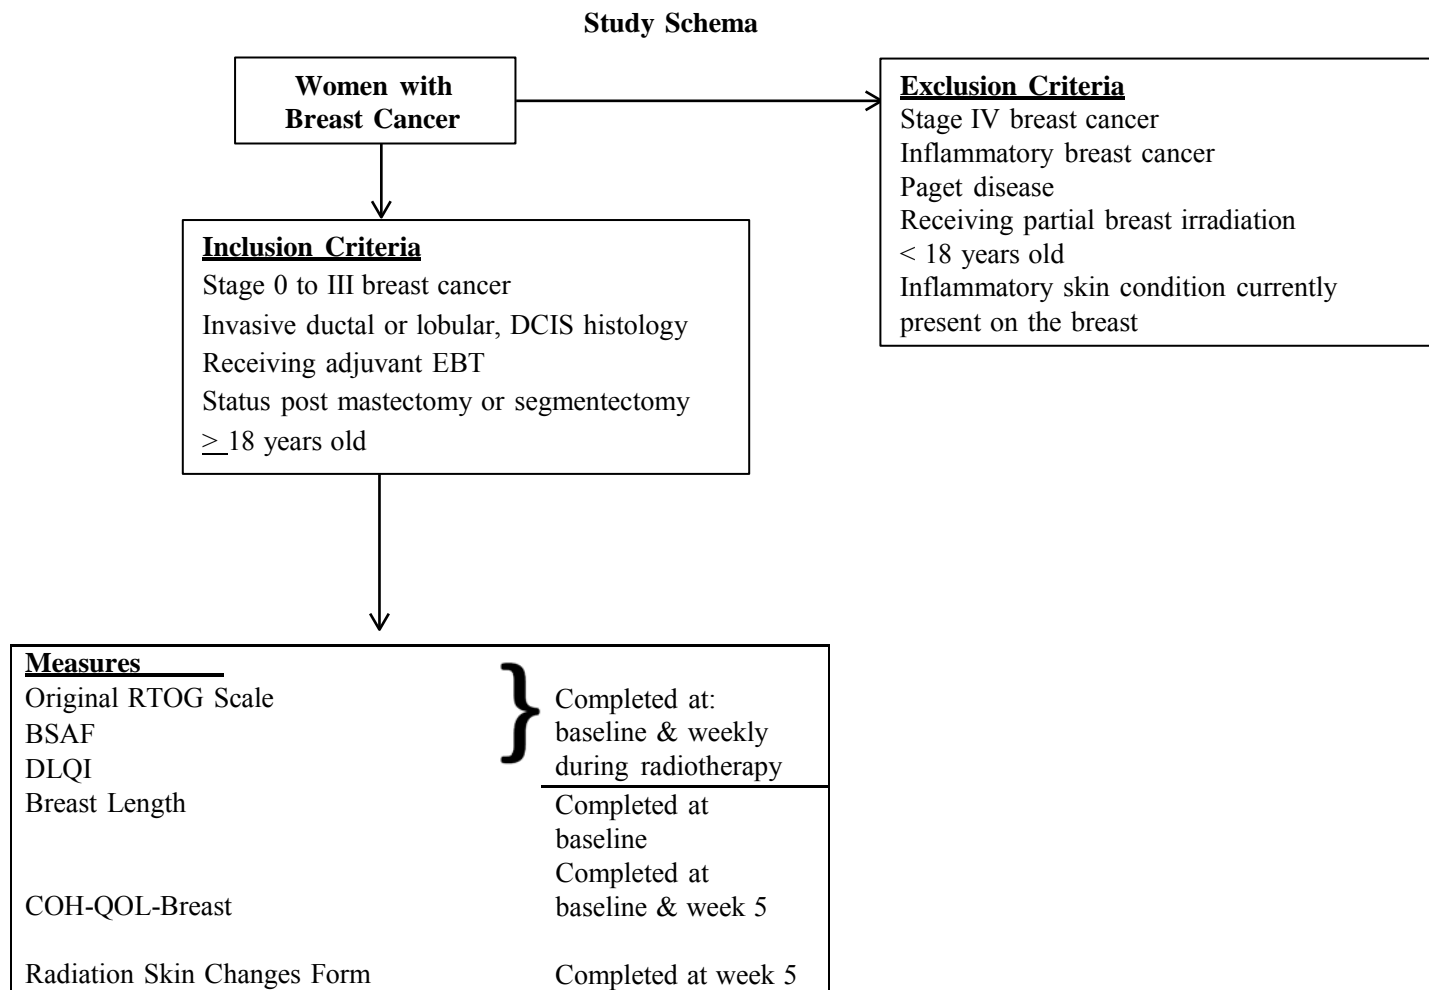 Study Schema
Women with
Breast Cancer
Exclusion Criteria
Stage IV breast cancer
Inflammatory breast cancer
Paget disease
Receiving partial breast irradiation
< 18 years old
Inflammatory skin condition currently
present on the breast
Inclusion Criteria
Stage 0 to III breast cancer
Invasive ductal or lobular, DCIS histology
Receiving adjuvant EBT
Status post mastectomy or segmentectomy
> 18 years old
Measures
Original RTOG Scale
BSAF
DLQI
} Completed at:
baseline & weekly
during radiotherapy
Breast Length
Completed at
baseline
COH-QOL-Breast
Completed at
baseline & week 5
Radiation Skin Changes Form
Completed at week 5